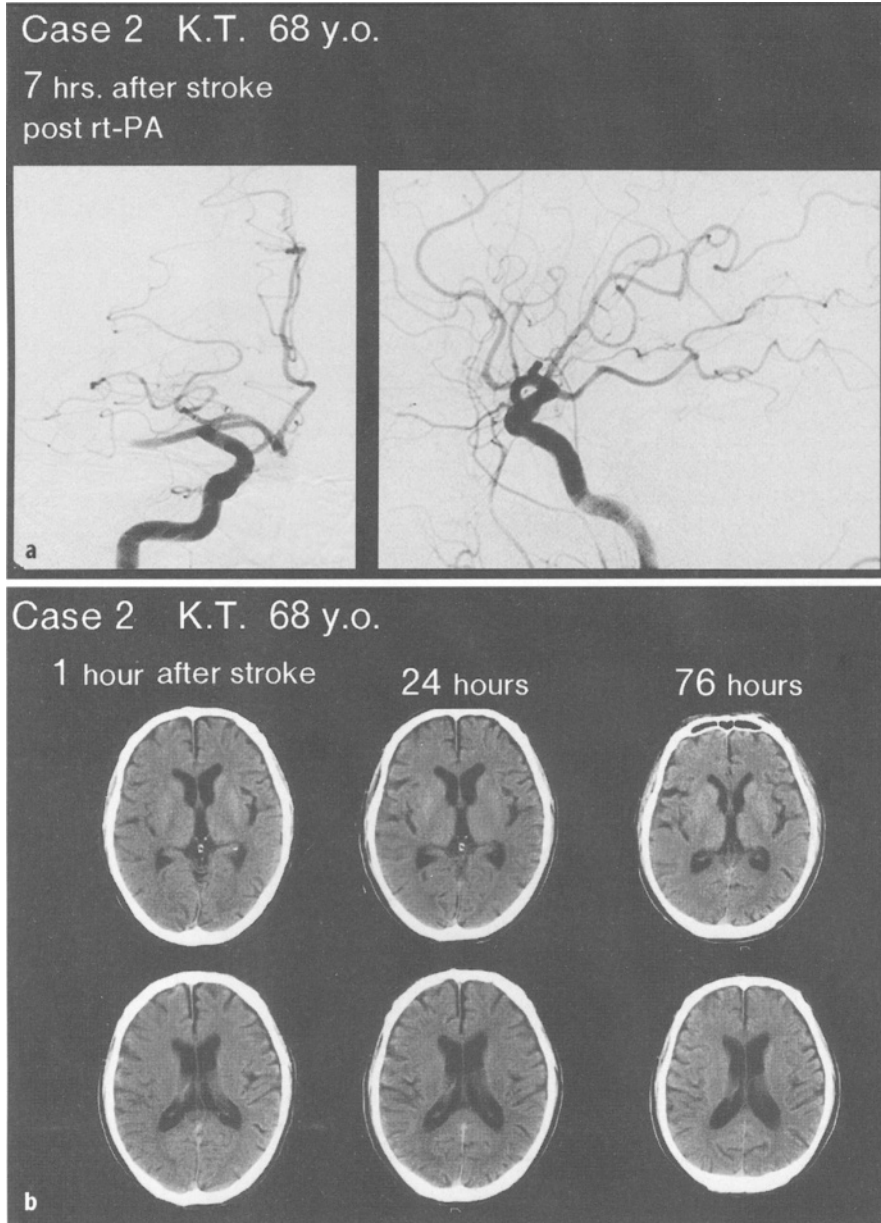 Case 2 K.T. 68 y.o.
7 hrs. after stroke
post rt-PA
a
Case 2 K.T. 68 y.o.
1 hour after stroke 24 hours 76 hours
b